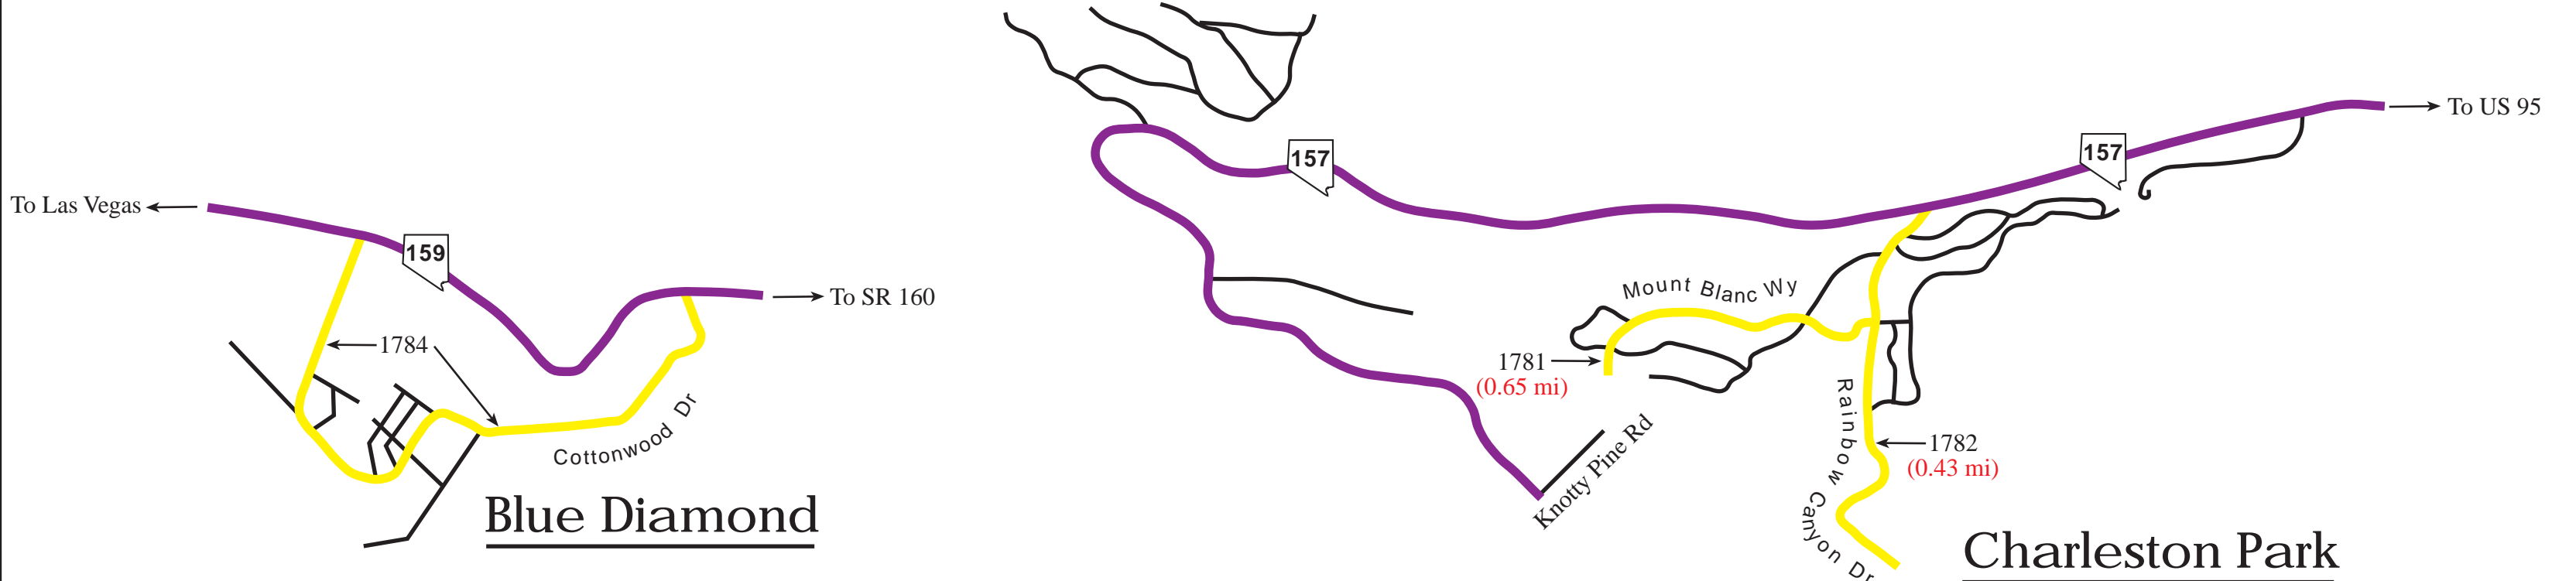 To Las Vegas
159
To SR 160
1784
Cottonwood Dr
Blue Diamond
157
157
To US 95
Mount Blanc Wy
1781
(0.65 mi)
Knotty Pine Rd
Rainbow Canyon Dr
1782
(0.43 mi)
Charleston Park